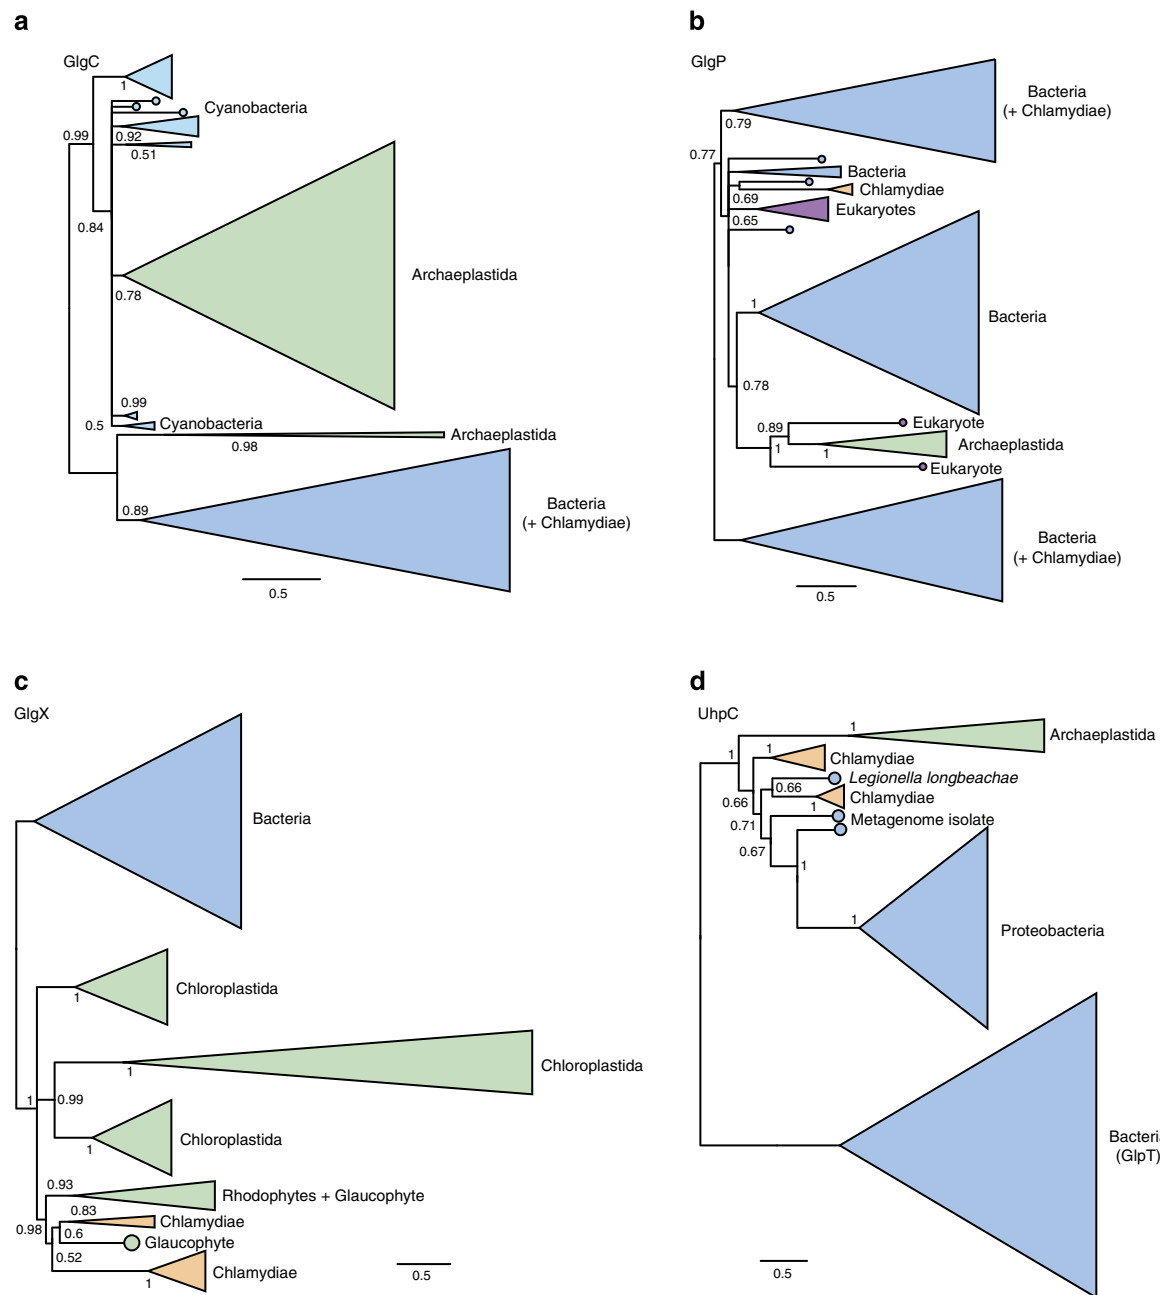 a
GlgC
1
Cyanobacteria
0.99
0.92
0.51
0.84
Archaeplastida
0.78
0.99
0.5
Cyanobacteria
Archaeplastida
0.98
0.89
Bacteria
(+ Chlamydiae)
0.5
b
GlgP
Bacteria
(+ Chlamydiae)
0.79
0.77
Bacteria
Chlamydiae
0.69
Eukaryotes
0.65
1
Bacteria
0.78
0.89
Eukaryote
1
1
Archaeplastida
Eukaryote
Bacteria
(+ Chlamydiae)
0.5
c
GlgX
Bacteria
1
Chloroplastida
1
Chloroplastida
1
0.99
Chloroplastida
1
0.93
Rhodophytes + Glaucophyte
0.83
Chlamydiae
0.98
0.6
Glaucophyte
0.52
1
Chlamydiae
0.5
d
UhpC
1
Archaeplastida
1
1
Chlamydiae
Legionella longbeachae
0.66
0.66
Chlamydiae
1
0.71
Metagenome isolate
0.67
1
1
Proteobacteria
Bacteri
(GlpT)
0.5